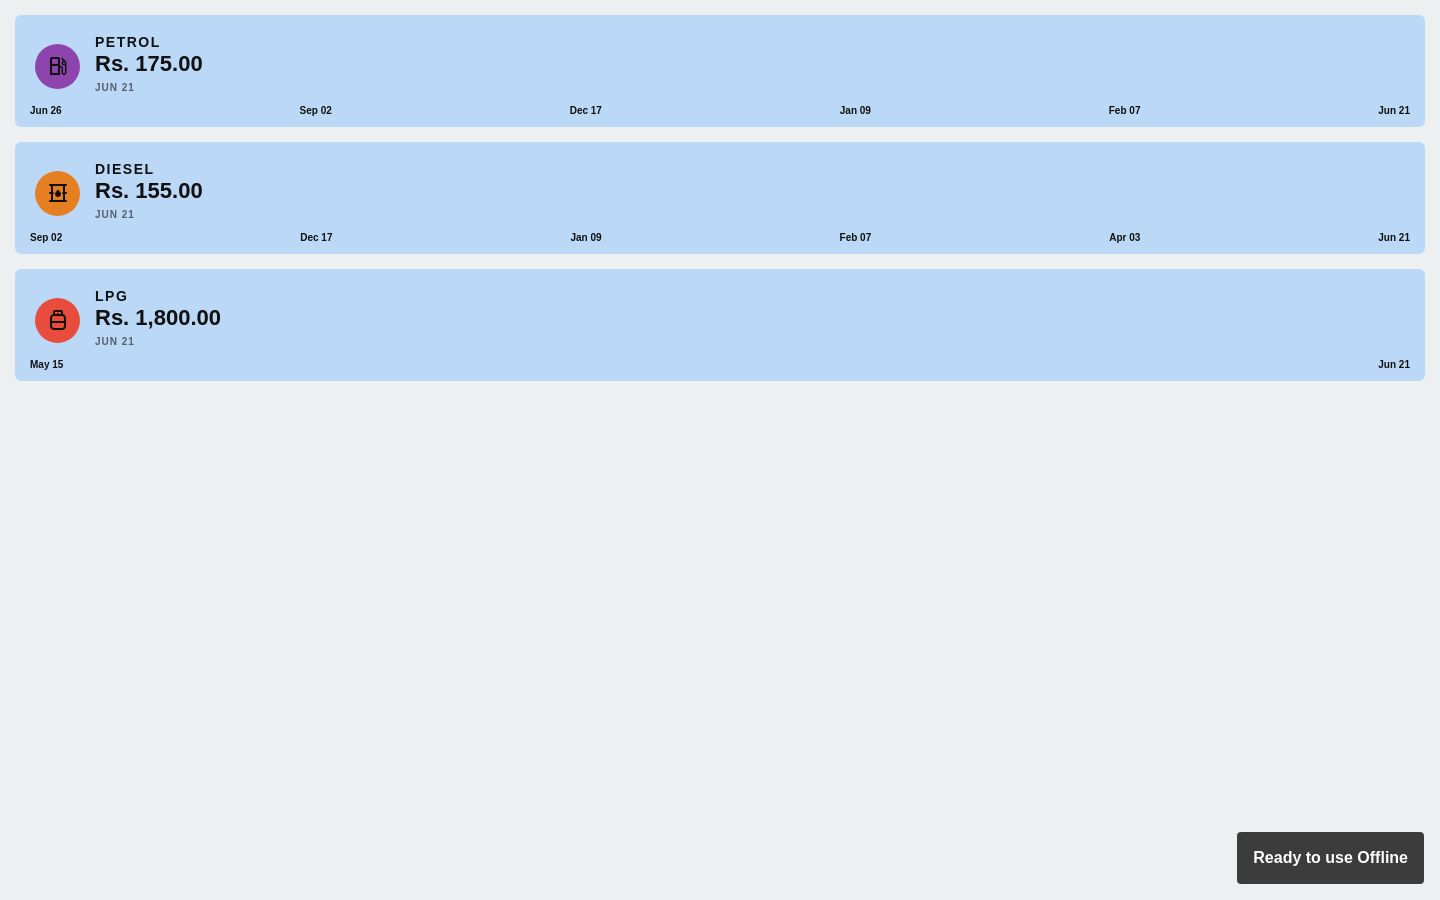 PETROL
Rs. 175.00
JUN 21
Jun 26 Sep 02 Dec 17 Jan 09 Feb 07 Jun 21
DIESEL
Rs. 155.00
JUN 21
Sep 02 Dec 17 Jan 09 Feb 07 Apr 03 Jun 21
LPG
Rs. 1,800.00
JUN 21
May 15 Jun 21
Ready to use Offline